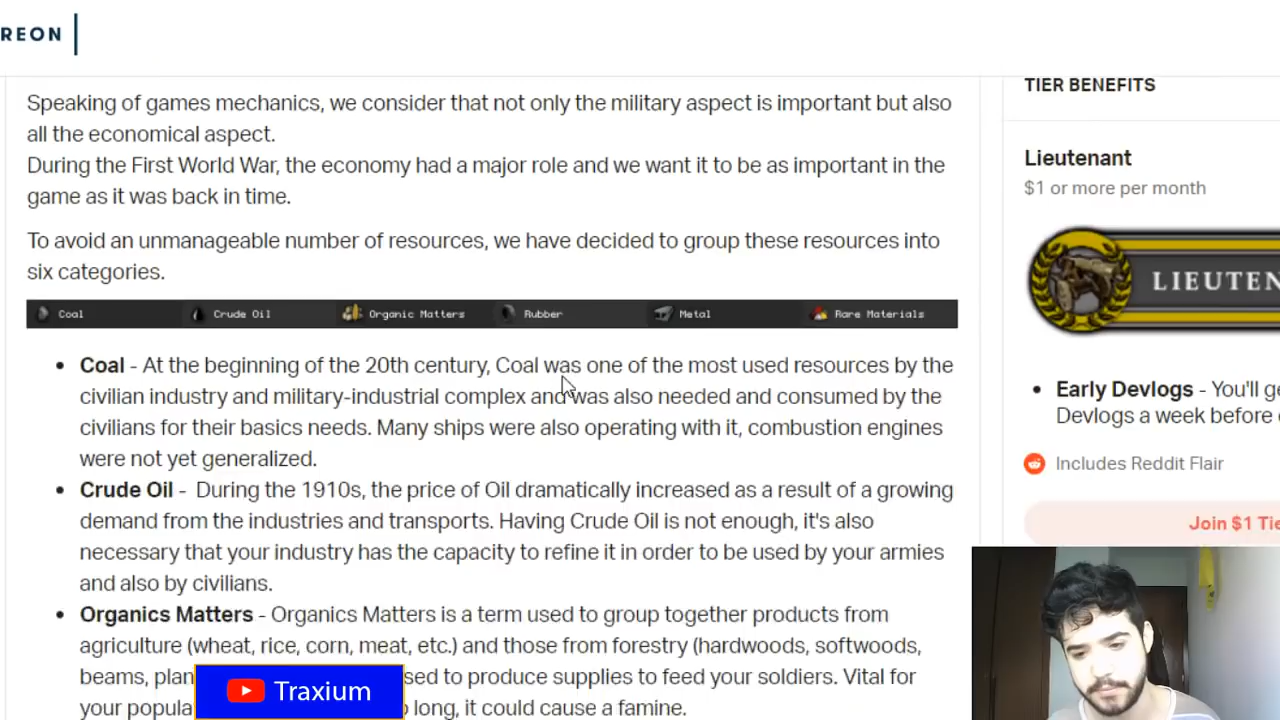 REON
Speaking of games mechanics, we consider that not only the military aspect is important but also
all the economical aspect.
During the First World War, the economy had a major role and we want it to be as important in the
game as it was back in time.
To avoid an unmanageable number of resources, we have decided to group these resources into
six categories.
Coal Crude Oil Organic Matters Rubber Metal Rare Materials
• Coal - At the beginning of the 20th century, Coal was one of the most used resources by the
civilian industry and military-industrial complex and was also needed and consumed by the
civilians for their basics needs. Many ships were also operating with it, combustion engines
were not yet generalized.
• Crude Oil - During the 1910s, the price of Oil dramatically increased as a result of a growing
demand from the industries and transports. Having Crude Oil is not enough, it's also
necessary that your industry has the capacity to refine it in order to be used by your armies
and also by civilians.
• Organics Matters - Organics Matters is a term used to group together products from
agriculture (wheat, rice, corn, meat, etc.) and those from forestry (hardwoods, softwoods,
beams, plan sed to produce supplies to feed your soldiers. Vital for
your popula long, it could cause a famine.
Traxium
TIER BENEFITS
Lieutenant
$1 or more per month
LIEUTEN
• Early Devlogs - You'll ge
Devlogs a week before
Includes Reddit Flair
Join $1 Tie